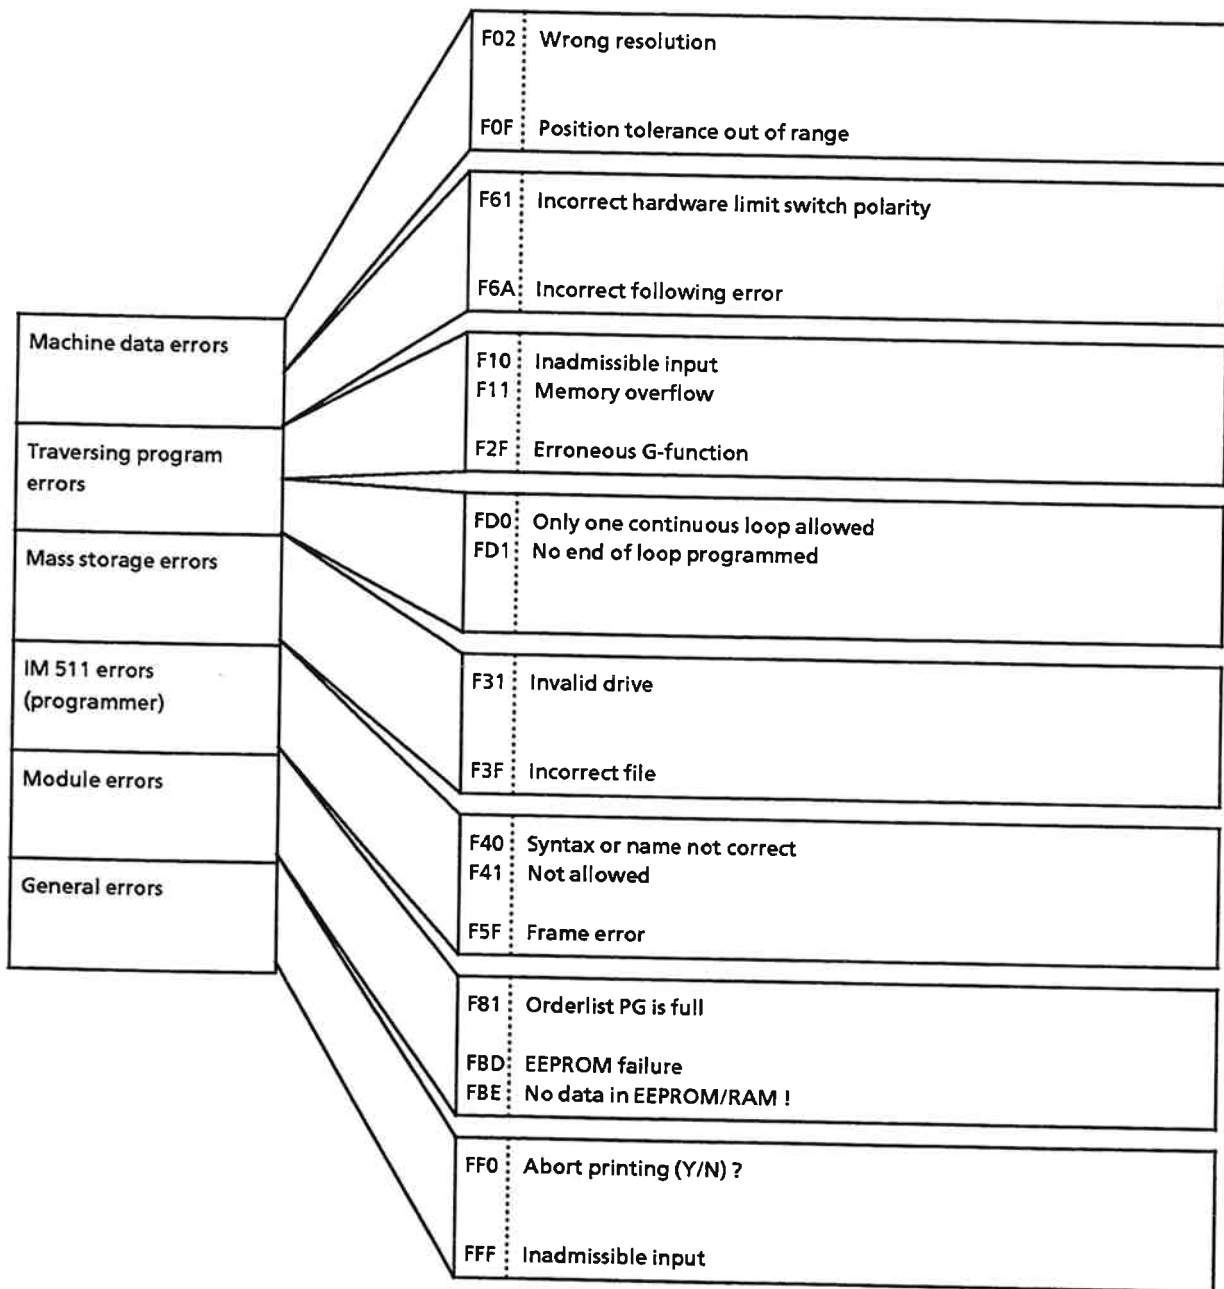 F02 Wrong resolution
F0F Position tolerance out of range
F61 Incorrect hardware limit switch polarity
F6A Incorrect following error
Machine data errors
F10 Inadmissible input
F11 Memory overflow
F2F Erroneous G-function
Traversing program
errors
FD0 Only one continuous loop allowed
FD1 No end of loop programmed
Mass storage errors
IM 511 errors
(programmer)
F31 Invalid drive
F3F Incorrect file
Module errors
F40 Syntax or name not correct
F41 Not allowed
F5F Frame error
General errors
F81 Orderlist PG is full
FBD EEPROM failure
FBE No data in EEPROM/RAM !
FF0 Abort printing (Y/N) ?
FFF Inadmissible input